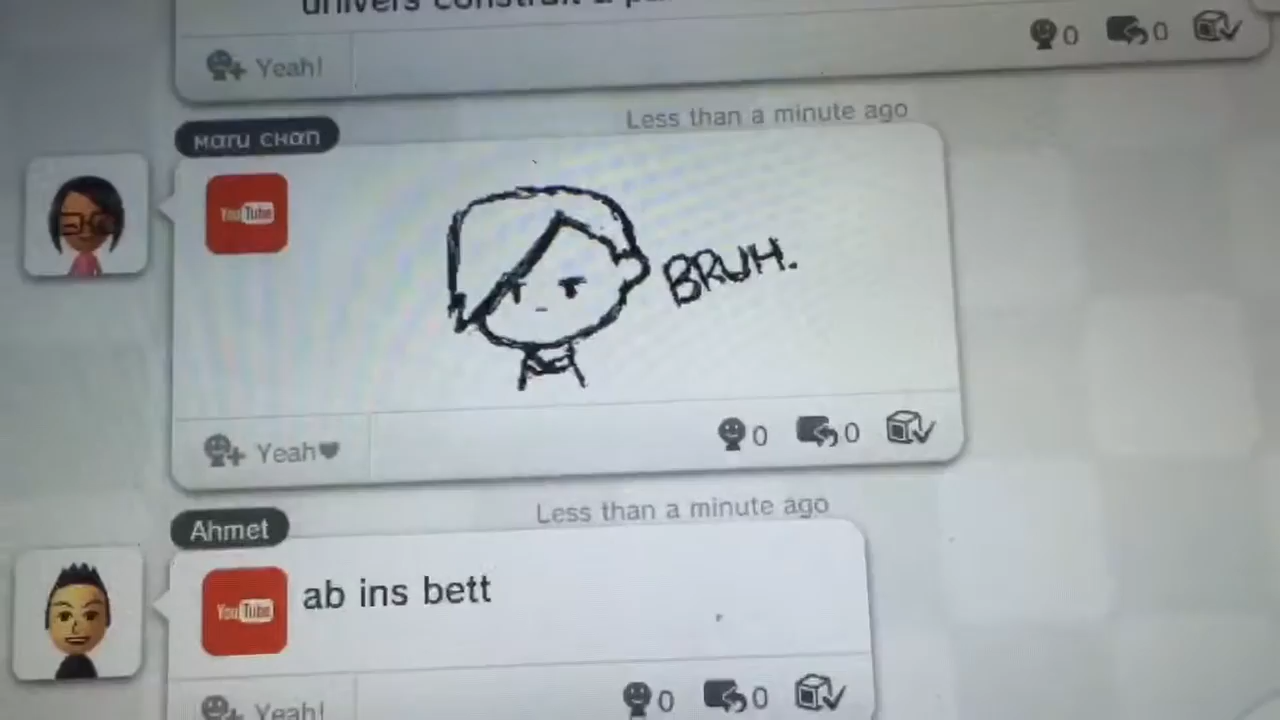 univers construit à
Yeah!
0
0
Less than a minute ago
Maru Chan
YouTube
BRUH.
Yeah♥
0
0
Less than a minute ago
Ahmet
YouTube
ab ins bett
Yeah!
0
0